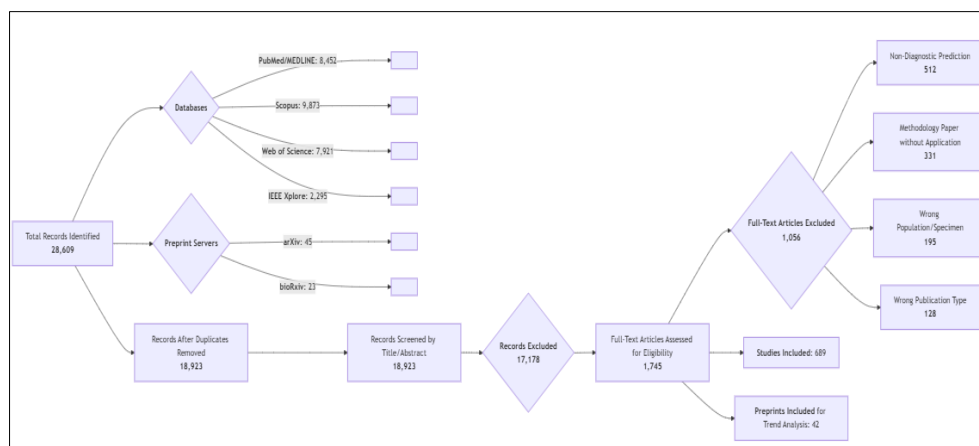 PubMed/MEDLINE: 8,452
Databases
Scopus: 9,873
Web of Science: 7,921
IEEE Xplore: 2,295
Total Records Identified
28,609
Preprint Servers
arXiv: 45
bioRxiv: 23
Records After Duplicates
Removed
18,923
Records Screened by
Title/Abstract
18,923
Records Excluded
17,178
Full-Text Articles Assessed
for Eligibility
1,745
Full-Text Articles Excluded
1,056
Non-Diagnostic Prediction
512
Methodology Paper
without Application
331
Wrong
Population/Specimen
195
Wrong Publication Type
128
Studies Included: 689
Preprints Included for
Trend Analysis: 42